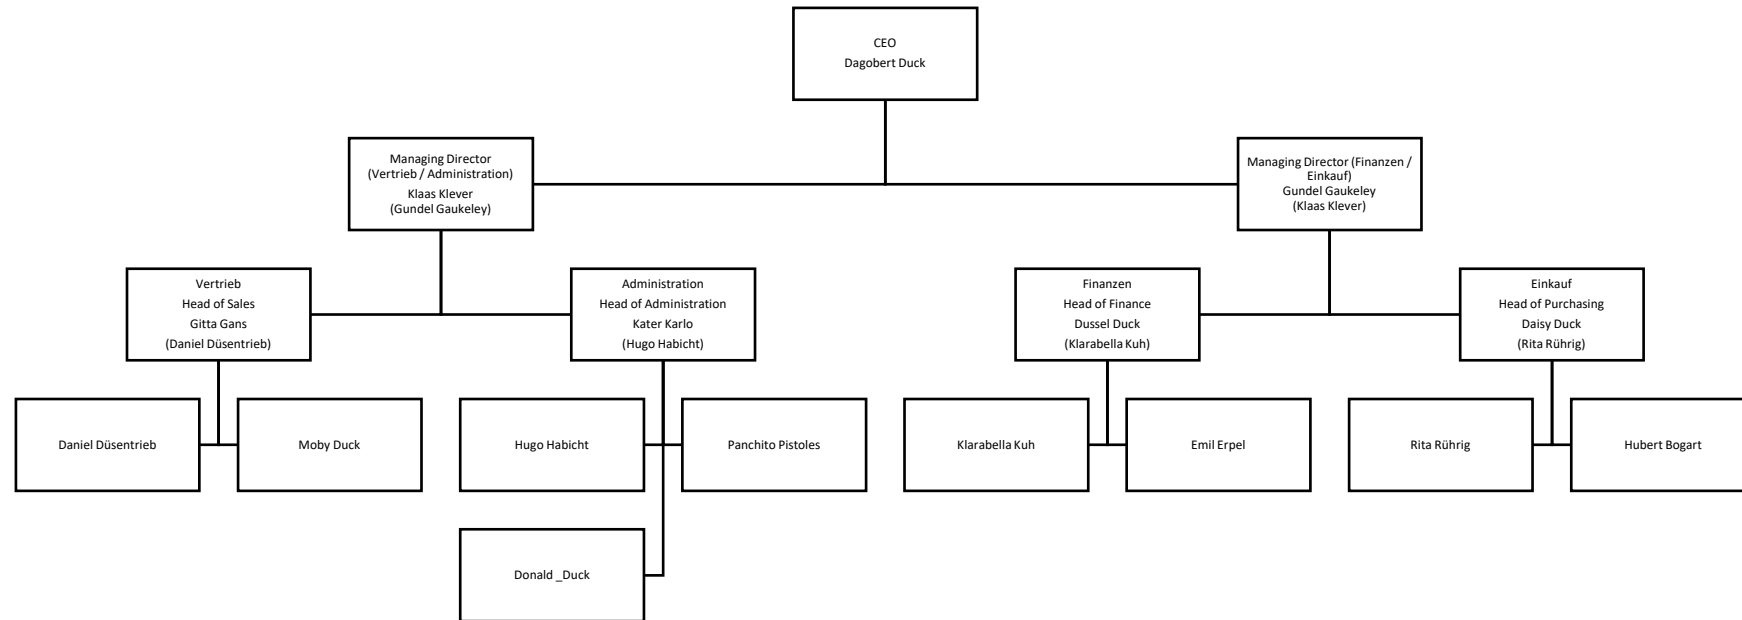 CEO
Dagobert Duck
Managing Director
(Vertrieb / Administration)
Klaas Klever
(Gundel Gaukeley)
Managing Director (Finanzen /
Einkauf)
Gundel Gaukeley
(Klaas Klever)
Vertrieb
Head of Sales
Gitta Gans
(Daniel Düsentrieb)
Administration
Head of Administration
Kater Karlo
(Hugo Habicht)
Finanzen
Head of Finance
Dussel Duck
(Klarabella Kuh)
Einkauf
Head of Purchasing
Daisy Duck
(Rita Rührig)
Daniel Düsentrieb
Moby Duck
Hugo Habicht
Panchito Pistoles
Klarabella Kuh
Emil Erpel
Rita Rührig
Hubert Bogart
Donald _Duck